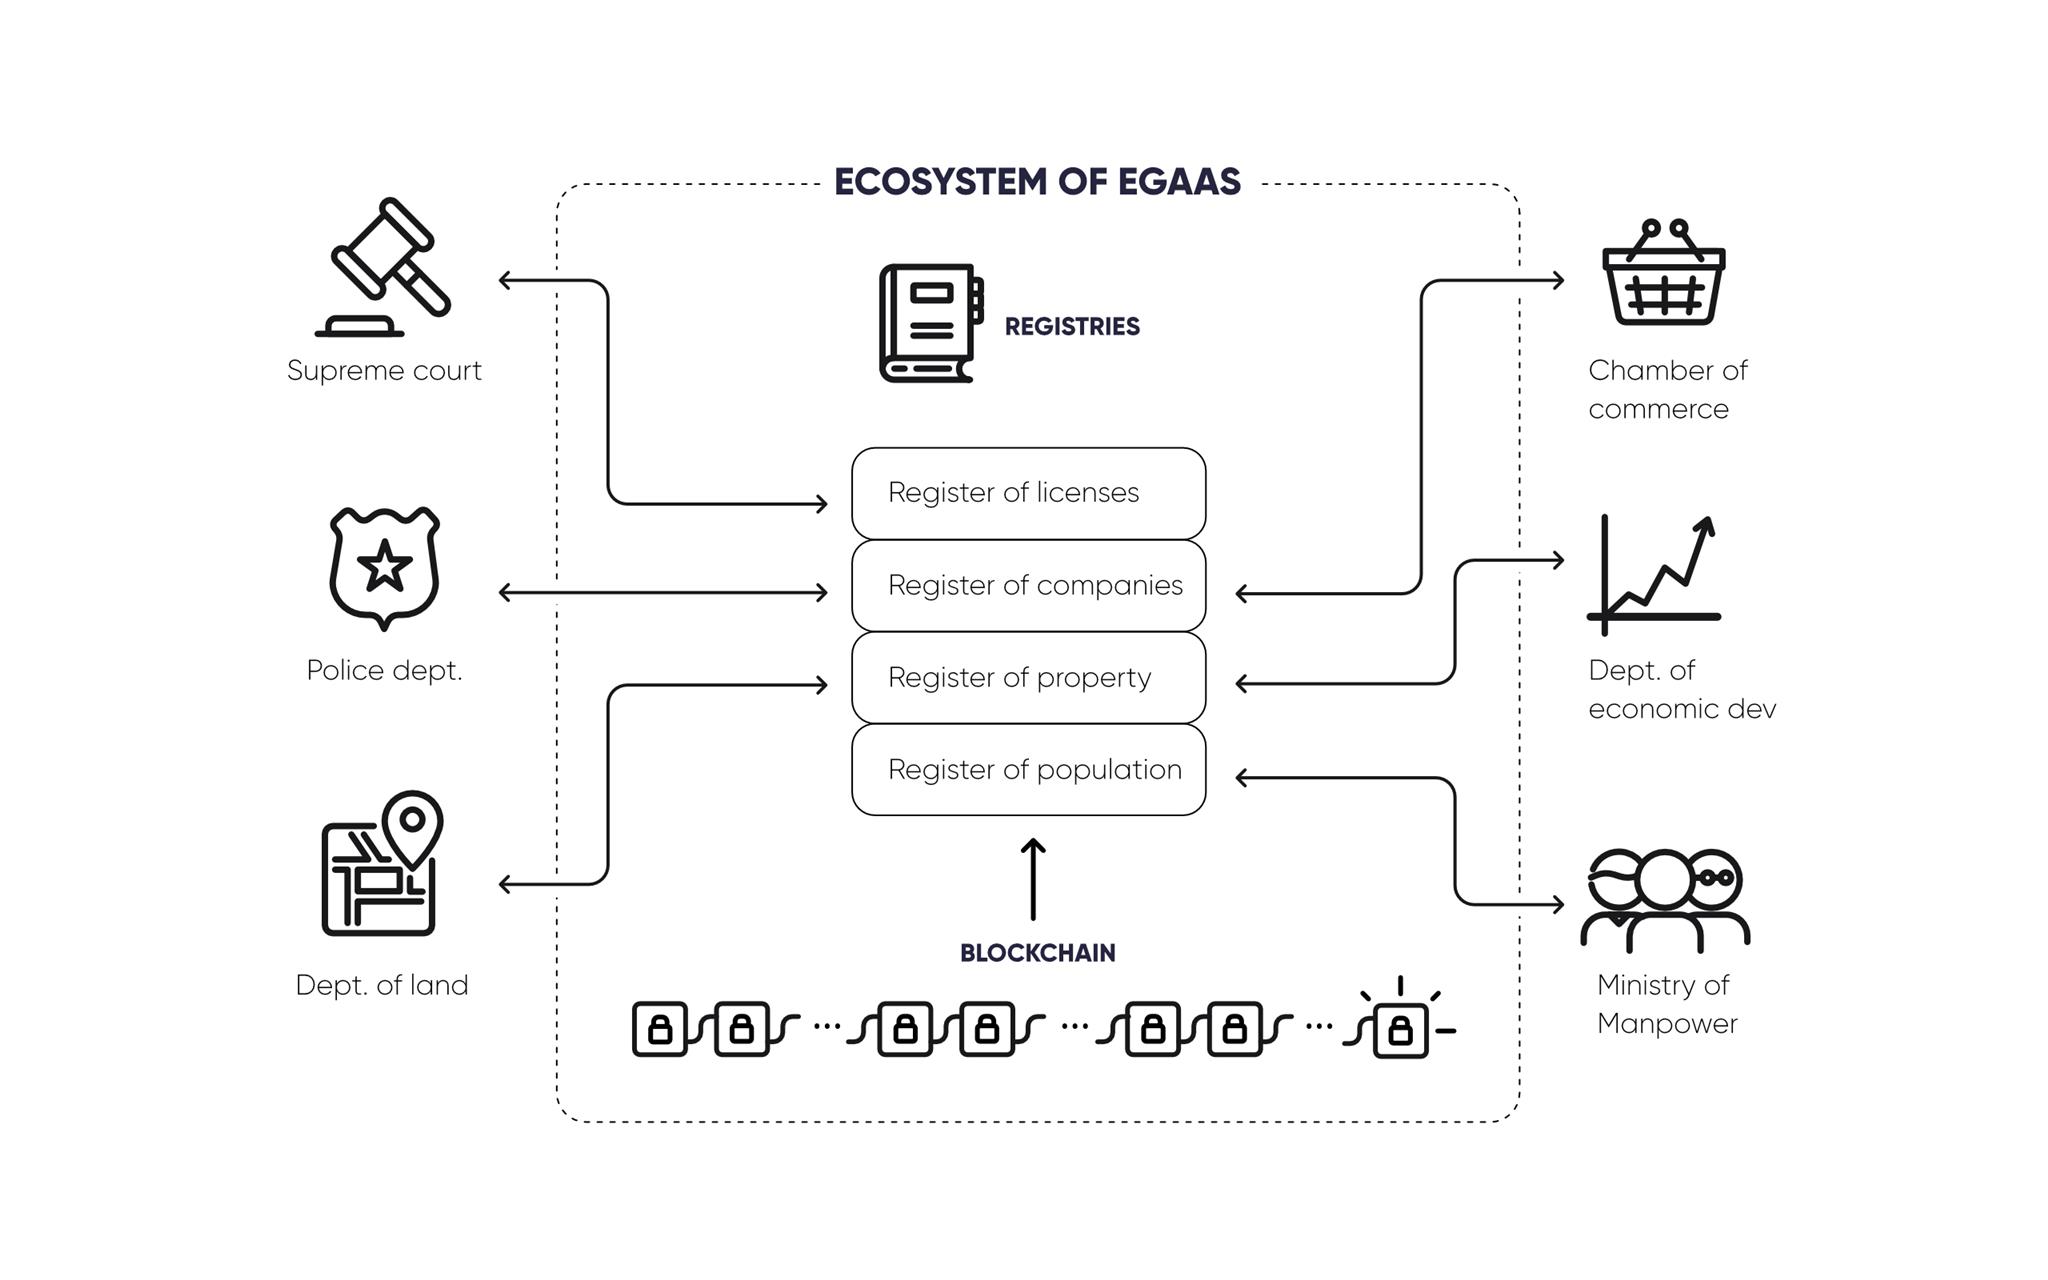 ECOSYSTEM OF EGAAS
REGISTRIES
Supreme court
Police dept.
Dept. of land
Register of licenses
Register of companies
Register of property
Register of population
BLOCKCHAIN
Chamber of
commerce
Dept. of
economic dev
Ministry of
Manpower